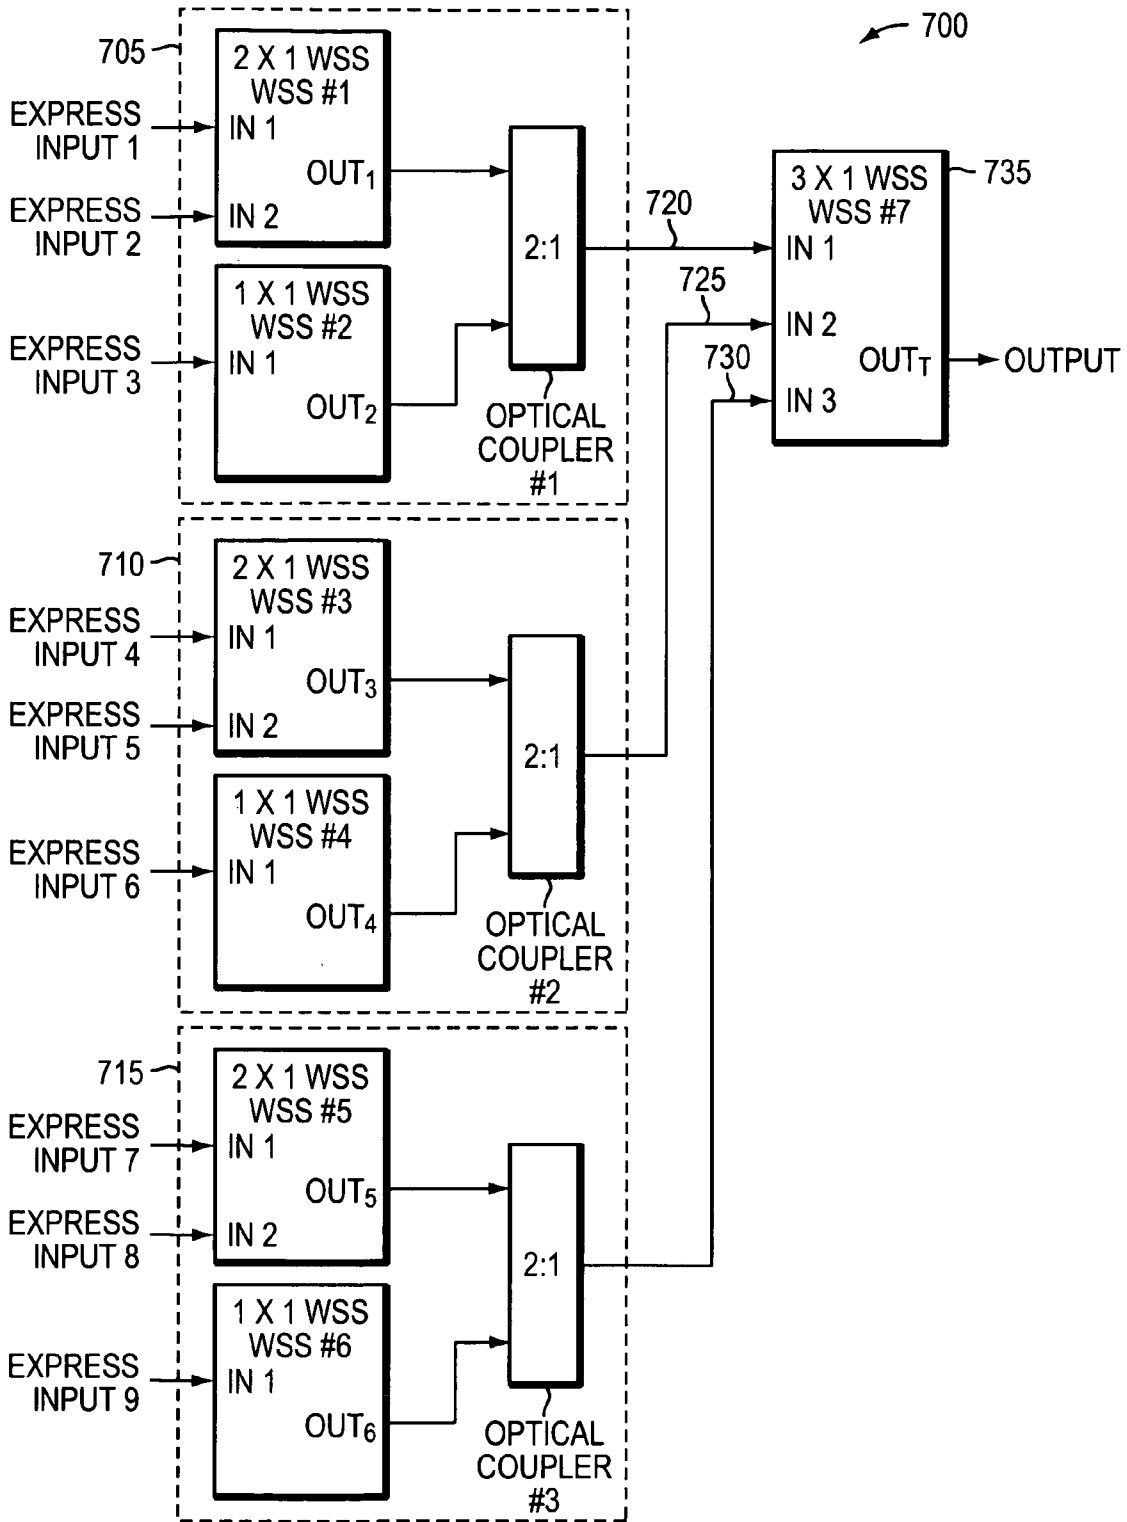 700
705
2 X 1 WSS
WSS #1
EXPRESS
INPUT 1
IN 1
OUT1
EXPRESS
INPUT 2
IN 2
1 X 1 WSS
WSS #2
EXPRESS
INPUT 3
IN 1
OUT2
2:1
OPTICAL
COUPLER
#1
720
725
730
3 X 1 WSS
WSS #7
735
IN 1
IN 2
IN 3
OUTT
OUTPUT
710
2 X 1 WSS
WSS #3
EXPRESS
INPUT 4
IN 1
OUT3
EXPRESS
INPUT 5
IN 2
1 X 1 WSS
WSS #4
EXPRESS
INPUT 6
IN 1
OUT4
2:1
OPTICAL
COUPLER
#2
715
2 X 1 WSS
WSS #5
EXPRESS
INPUT 7
IN 1
OUT5
EXPRESS
INPUT 8
IN 2
1 X 1 WSS
WSS #6
EXPRESS
INPUT 9
IN 1
OUT6
2:1
OPTICAL
COUPLER
#3